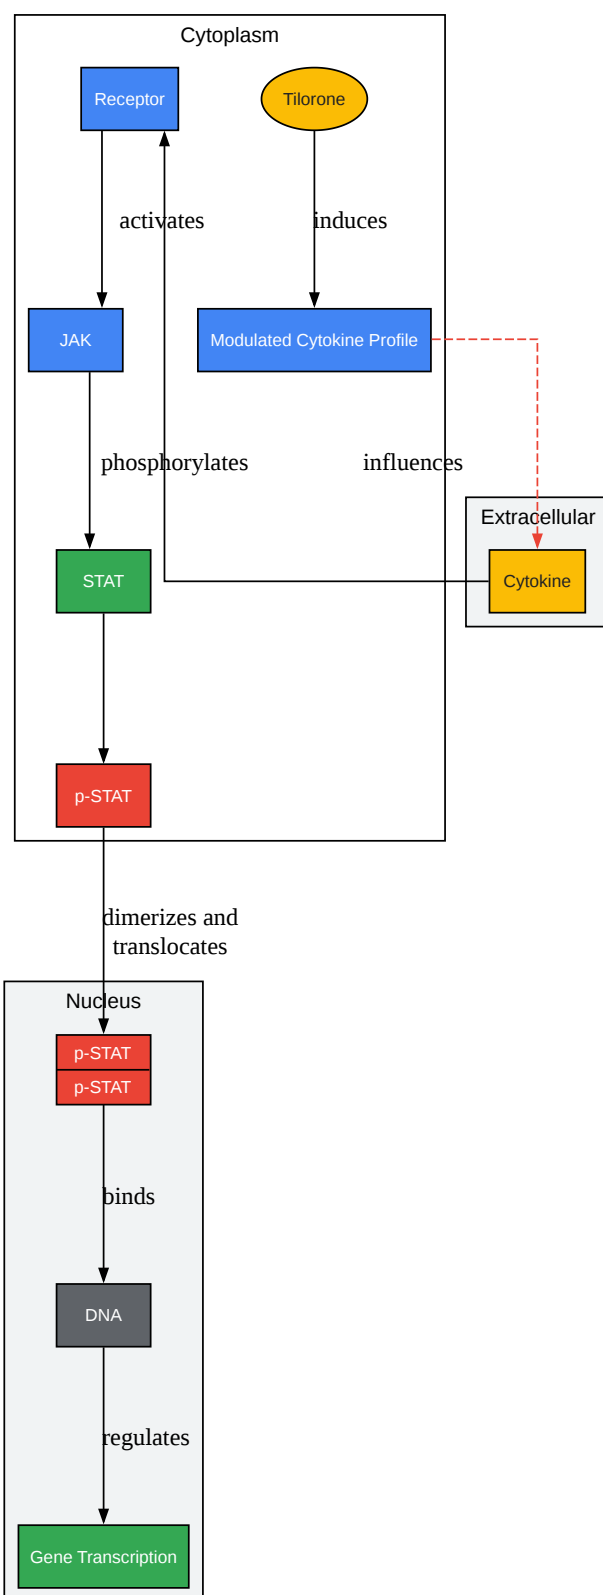 Cytoplasm
Receptor
Tilorone
activates
induces
JAK
Modulated Cytokine Profile
phosphorylates
influences
Extracellular
STAT
Cytokine
p-STAT
dimerizes and
translocates
Nucleus
p-STAT
p-STAT
binds
DNA
regulates
Gene Transcription